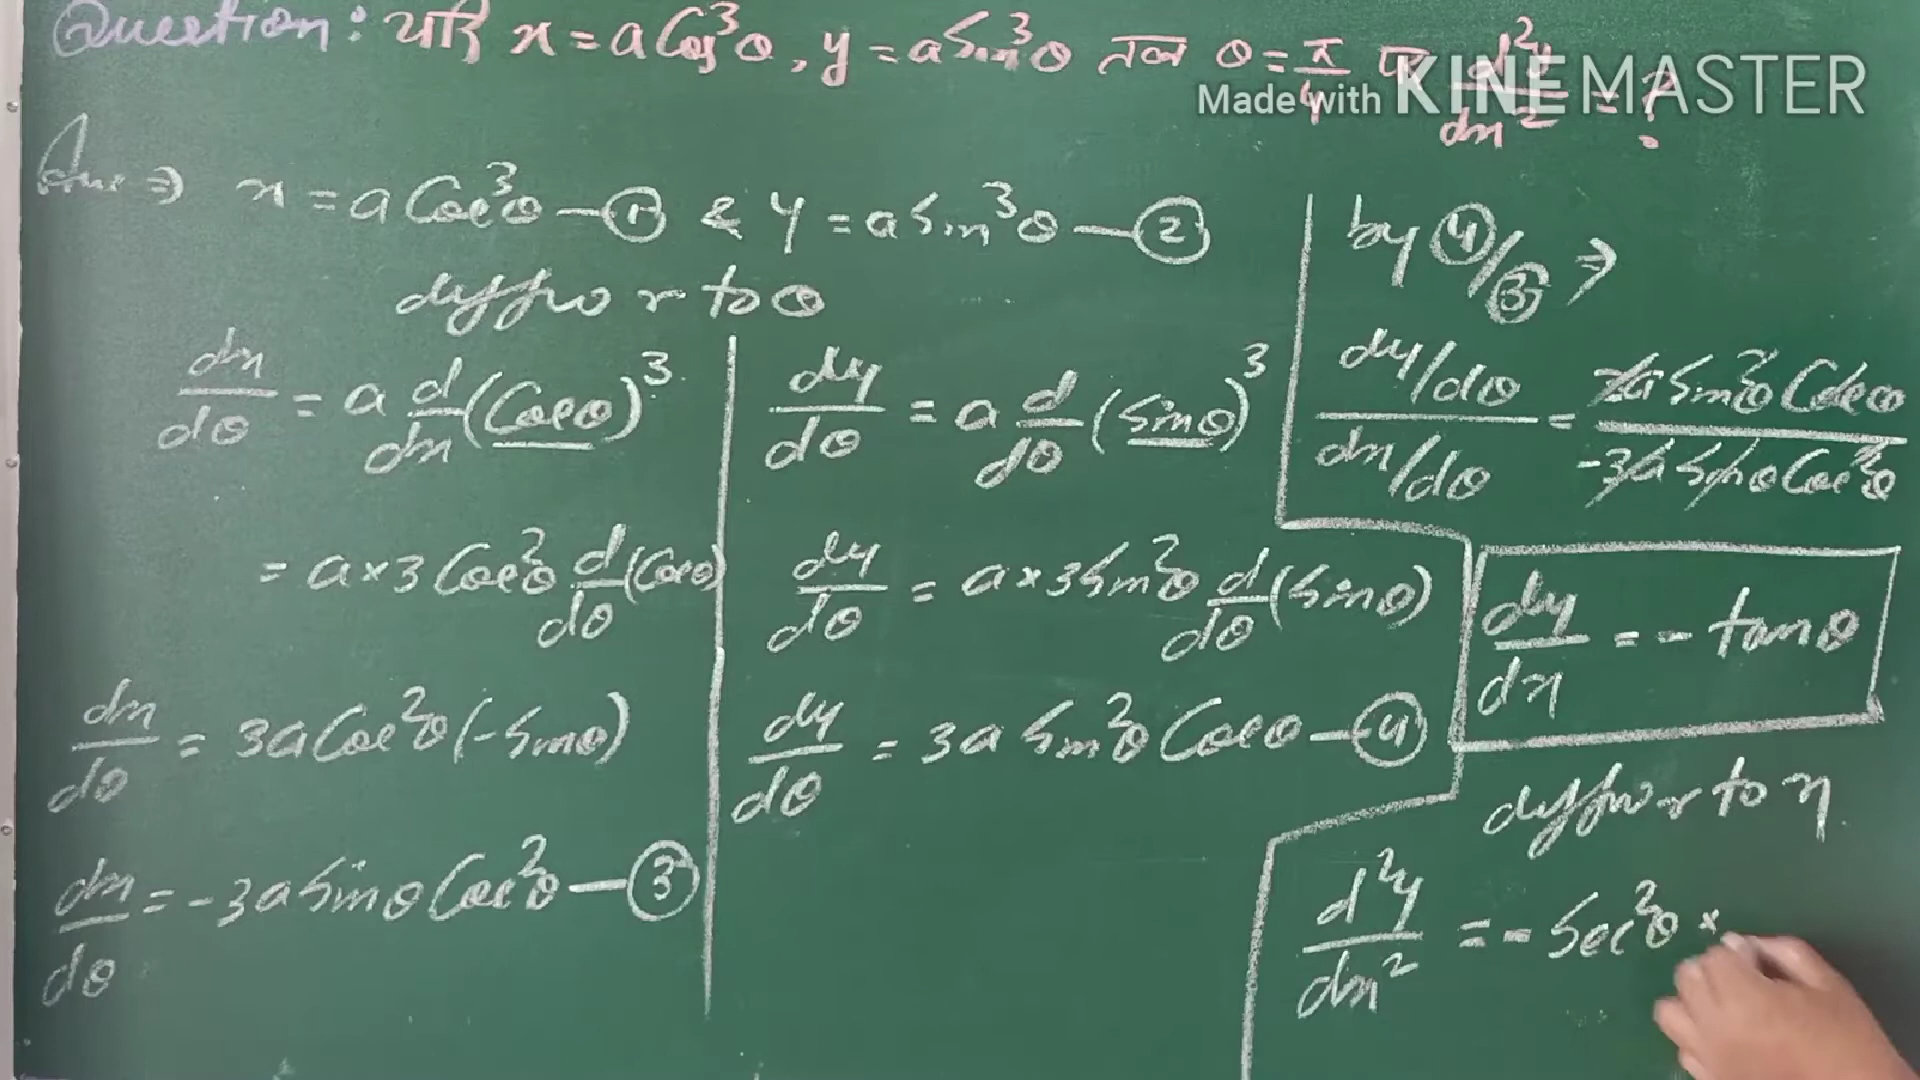 Question: यदि x = a Cos³θ, y = a Sin³θ तब θ = π/4 पर d²y/dx² = ?
Made with KINEMASTER
Ans ⇒ x = a Cos³θ — ① & y = a Sin³θ — ②
diff w r to θ
dx/dθ = a d/dx (Cosθ)³
= a × 3 Cos²θ d/dθ (Cosθ)
dx/dθ = 3a Cos²θ (- Sinθ)
dx/dθ = - 3a Sinθ Cos²θ — ③
dy/dθ = a d/dθ (Sinθ)³
dy/dθ = a × 3 Sin²θ d/dθ (Sinθ)
dy/dθ = 3a Sin²θ Cosθ — ④
by ④/③ ⇒
dy/dθ / dx/dθ = 3a Sin²θ Cosθ / -3a Sinθ Cos²θ
dy/dx = - tanθ
diff w r to x
d²y/dx² = - Sec²θ ×